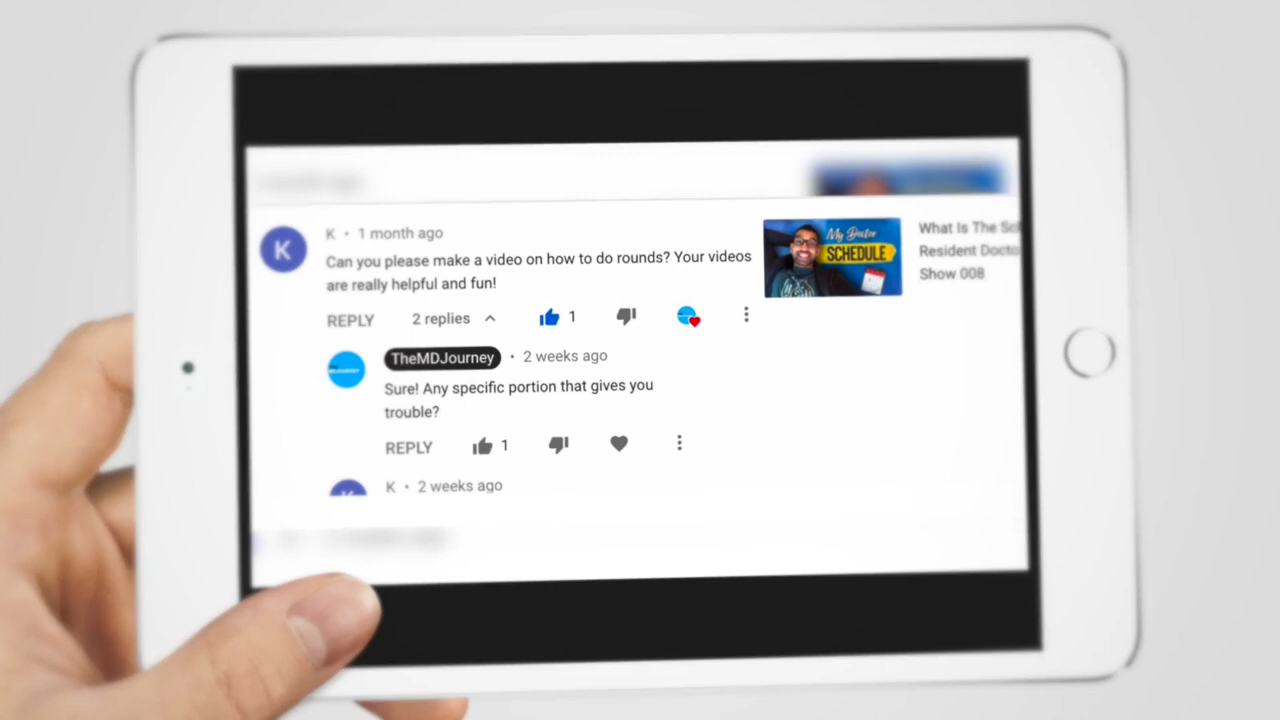 K
K • 1 month ago
Can you please make a video on how to do rounds? Your videos
are really helpful and fun!
REPLY 2 replies 1
My Doctor
SCHEDULE
What Is The
Resident
Show 008
TheMDJourney • 2 weeks ago
Sure! Any specific portion that gives you
trouble?
REPLY 1
K • 2 weeks ago